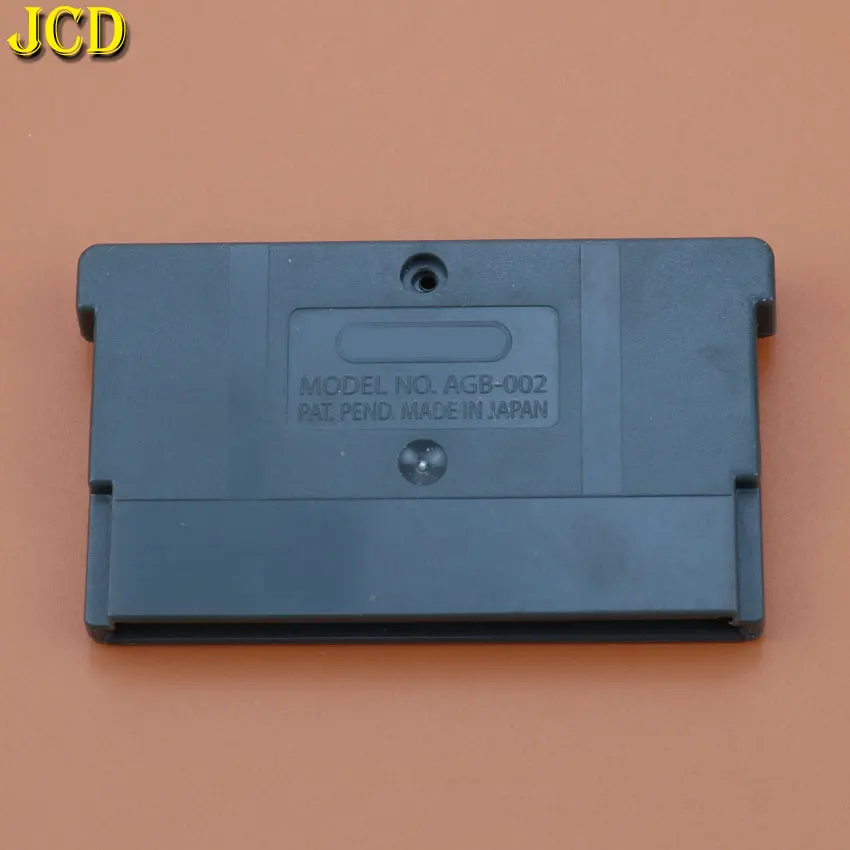 JCD
MODEL NO. AGB-002
PAT. PEND. MADE IN JAPAN